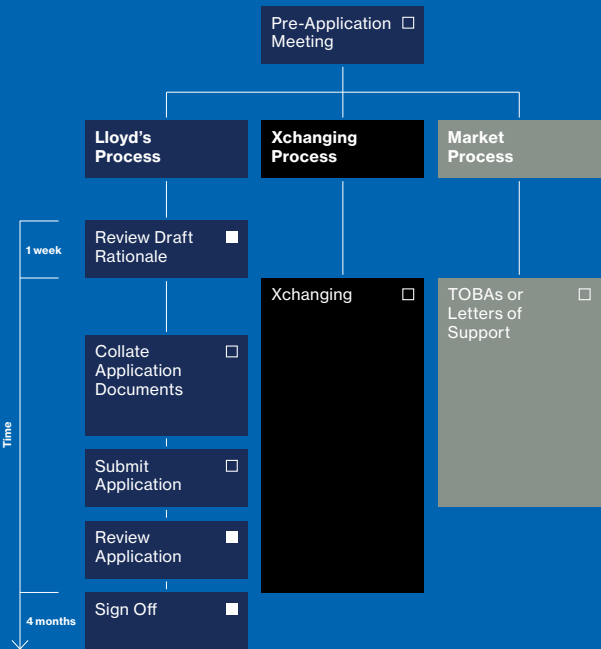 Pre-Application
Meeting
Lloyd's
Process
Xchanging
Process
Market
Process
1 week
Review Draft
Rationale
Xchanging
TOBAs or
Letters of
Support
Collate
Application
Documents
Time
Submit
Application
Review
Application
4 months
Sign Off